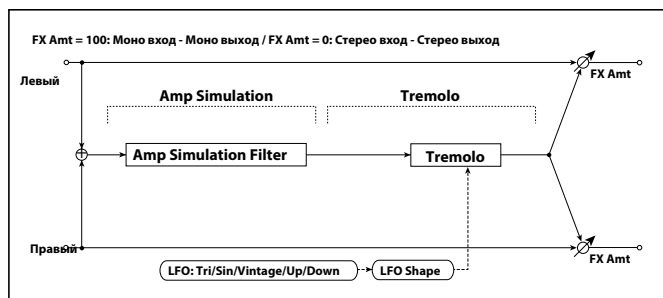 FX Amt = 100: Моно вход - Моно выход / FX Amt = 0: Стерео вход - Стерео выход
Левый
FX Amt
Amp Simulation
Tremolo
Amp Simulation Filter
Tremolo
Правый
FX Amt
LFO: Tri/Sin/Vintage/Up/Down
LFO Shape